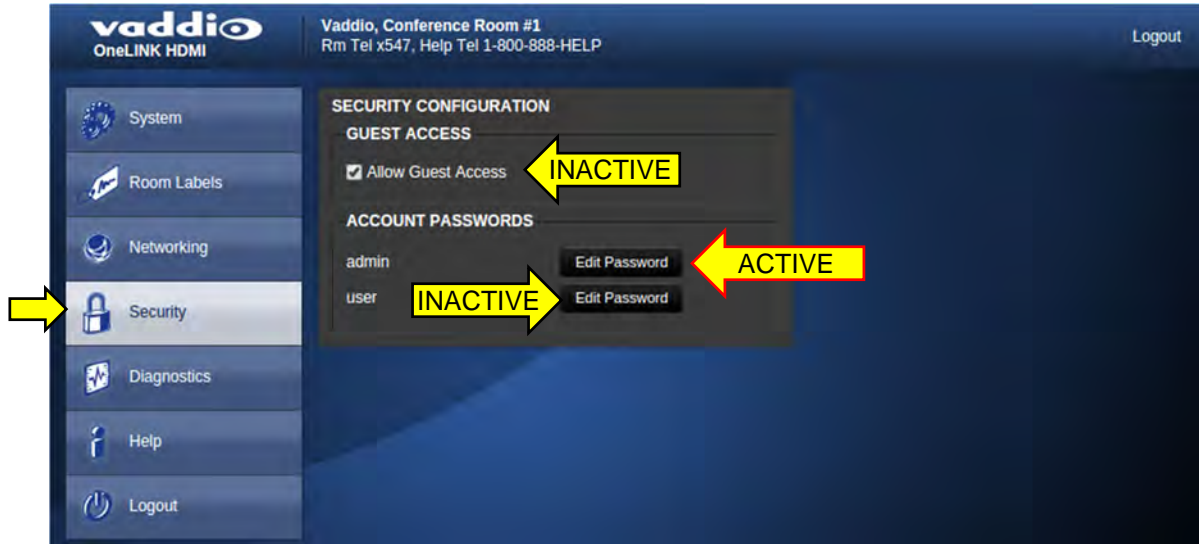 vaddio
OneLINK HDMI
Vaddio, Conference Room #1
Rm Tel x547, Help Tel 1-800-888-HELP
Logout
System
Room Labels
Networking
Security
Diagnostics
Help
Logout
SECURITY CONFIGURATION
GUEST ACCESS
Allow Guest Access INACTIVE
ACCOUNT PASSWORDS
admin Edit Password ACTIVE
user INACTIVE Edit Password